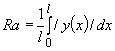 Ra = 1/l ∫₀ˡ / y(x) / dx